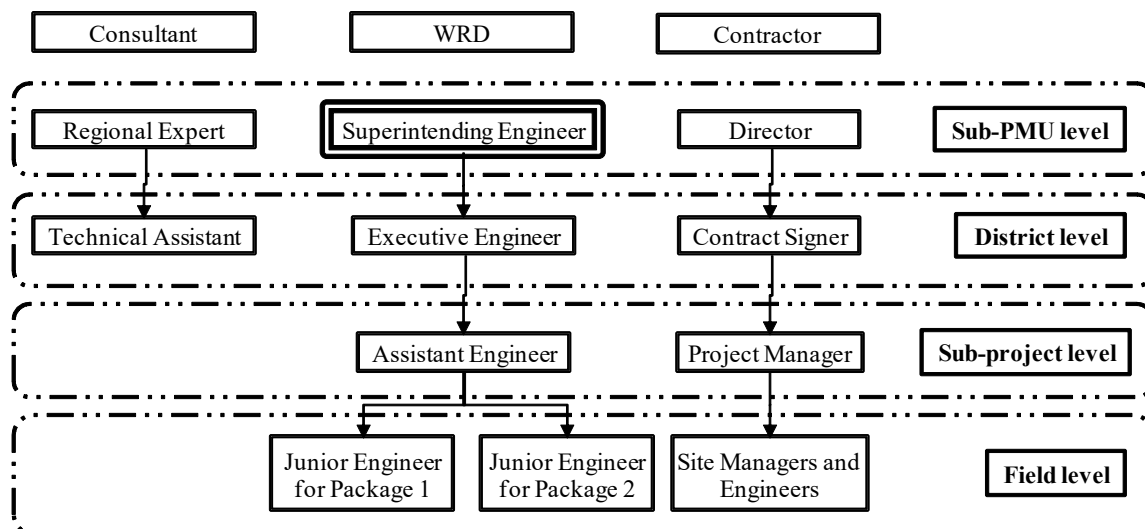 Consultant
WRD
Contractor
Regional Expert
Superintending Engineer
Director
Sub-PMU level
Technical Assistant
Executive Engineer
Contract Signer
District level
Assistant Engineer
Project Manager
Sub-project level
Junior Engineer
for Package 1
Junior Engineer
for Package 2
Site Managers and
Engineers
Field level